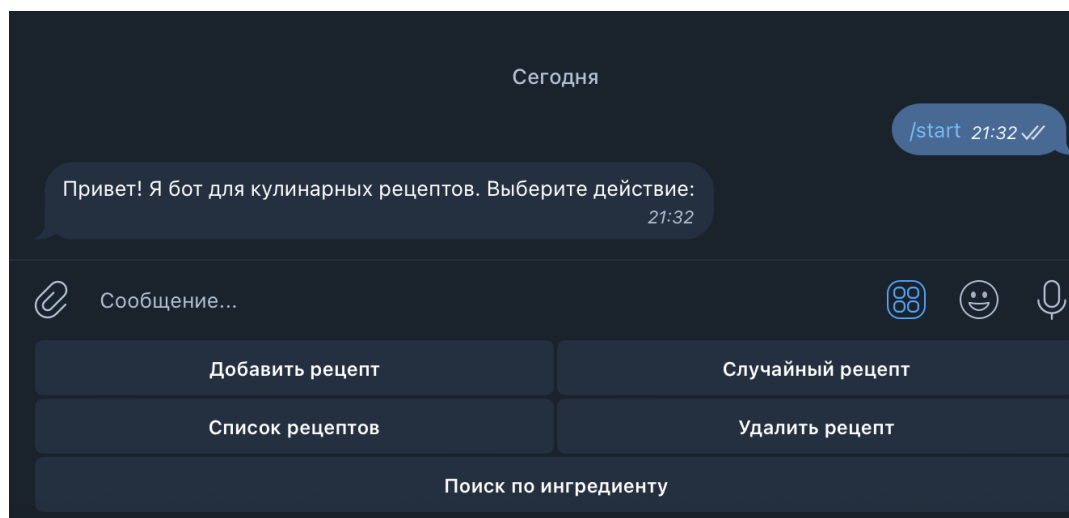 Сегодня
/start 21:32
Привет! Я бот для кулинарных рецептов. Выберите действие:
21:32
Сообщение...
Добавить рецепт
Случайный рецепт
Список рецептов
Удалить рецепт
Поиск по ингредиенту